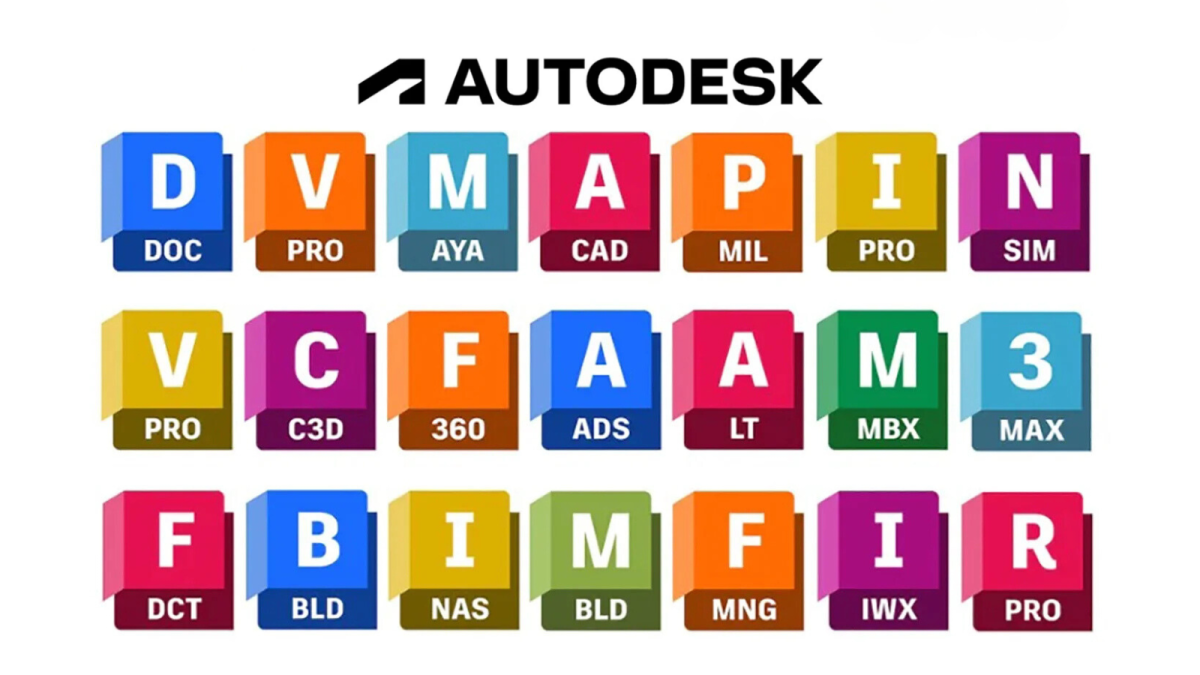 AUTODESK
D V M A P I N
DOC PRO AYA CAD MIL PRO SIM
V C F A A M 3
PRO C3D 360 ADS LT MBX MAX
F B I M F I R
DCT BLD NAS BLD MNG IWX PRO